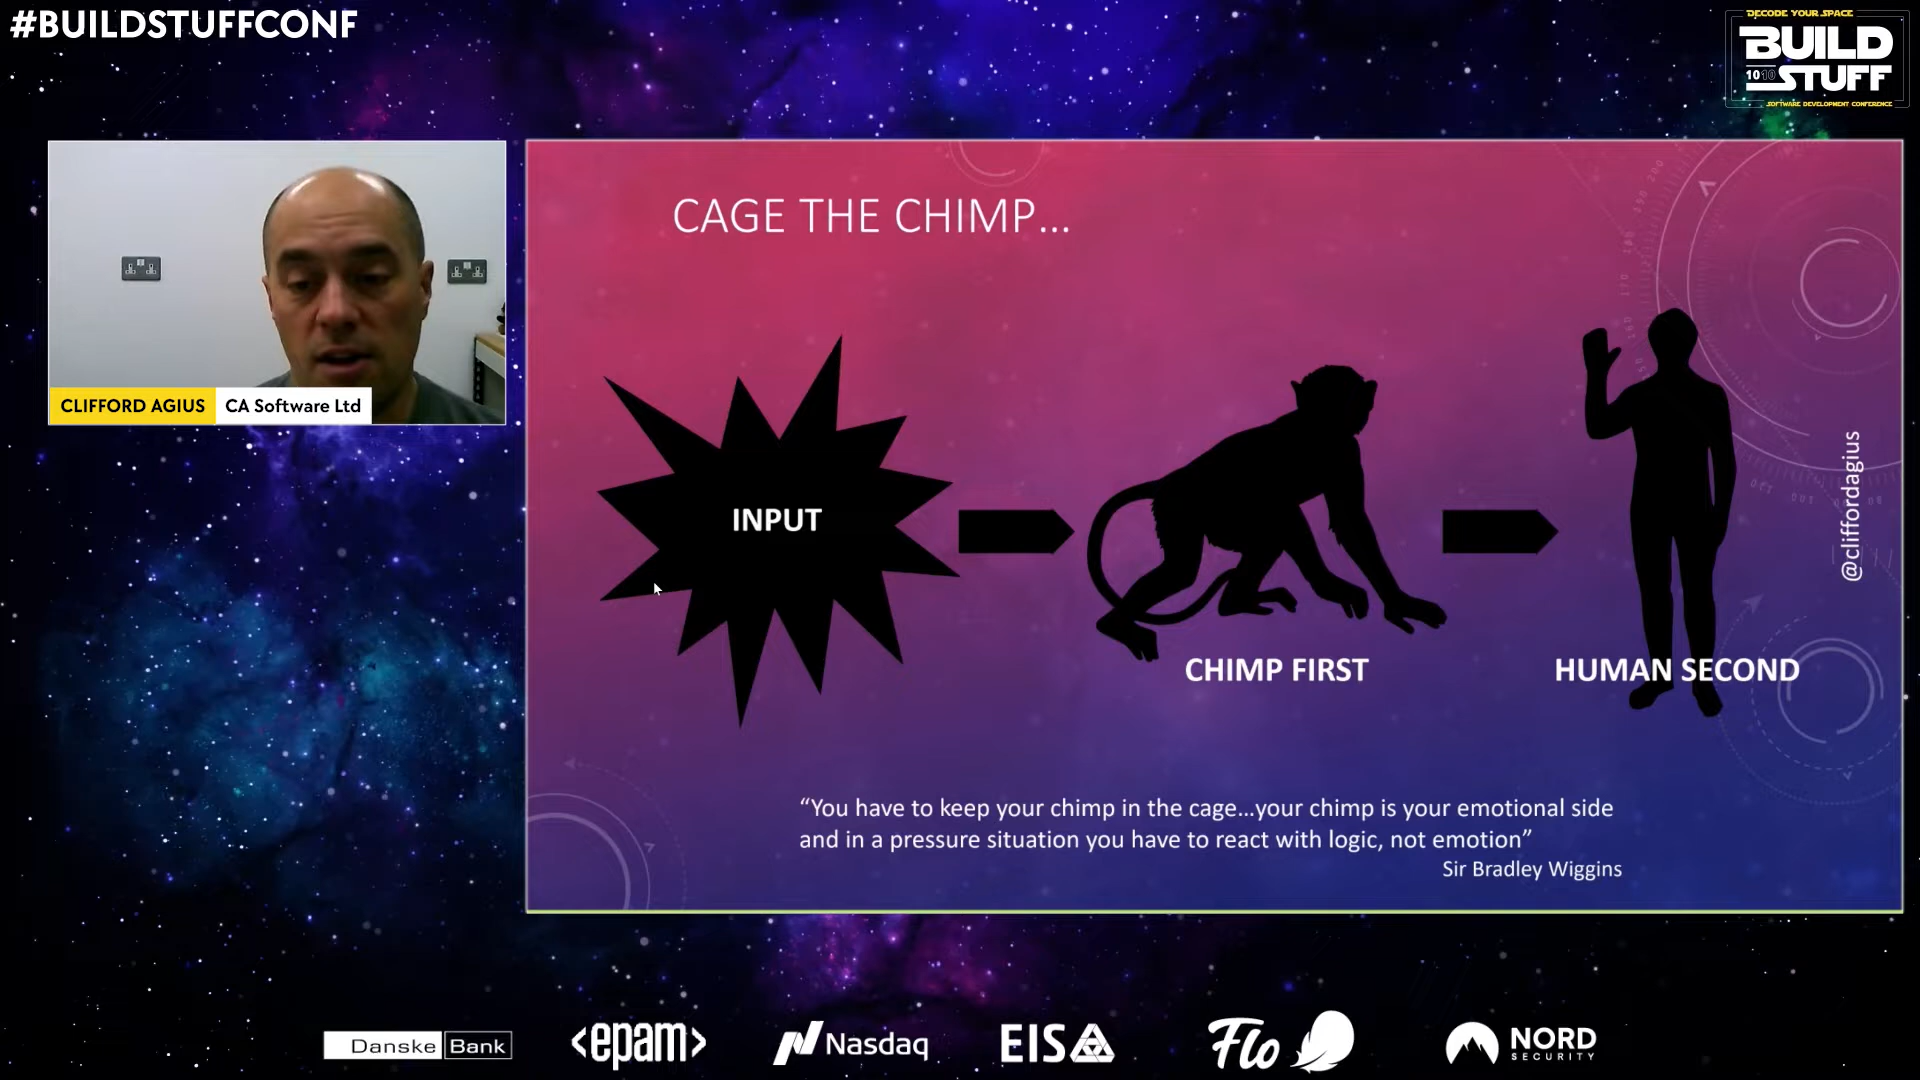 #BUILDSTUFFCONF
DECODE YOUR SPACE
BUILD
1010 STUFF
SOFTWARE DEVELOPMENT CONFERENCE
CLIFFORD AGIUS
CA Software Ltd
CAGE THE CHIMP...
INPUT
CHIMP FIRST
HUMAN SECOND
@cliffordagius
“You have to keep your chimp in the cage...your chimp is your emotional side
and in a pressure situation you have to react with logic, not emotion”
Sir Bradley Wiggins
Danske Bank
<epam>
Nasdaq
EIS
Flo
NORD
SECURITY